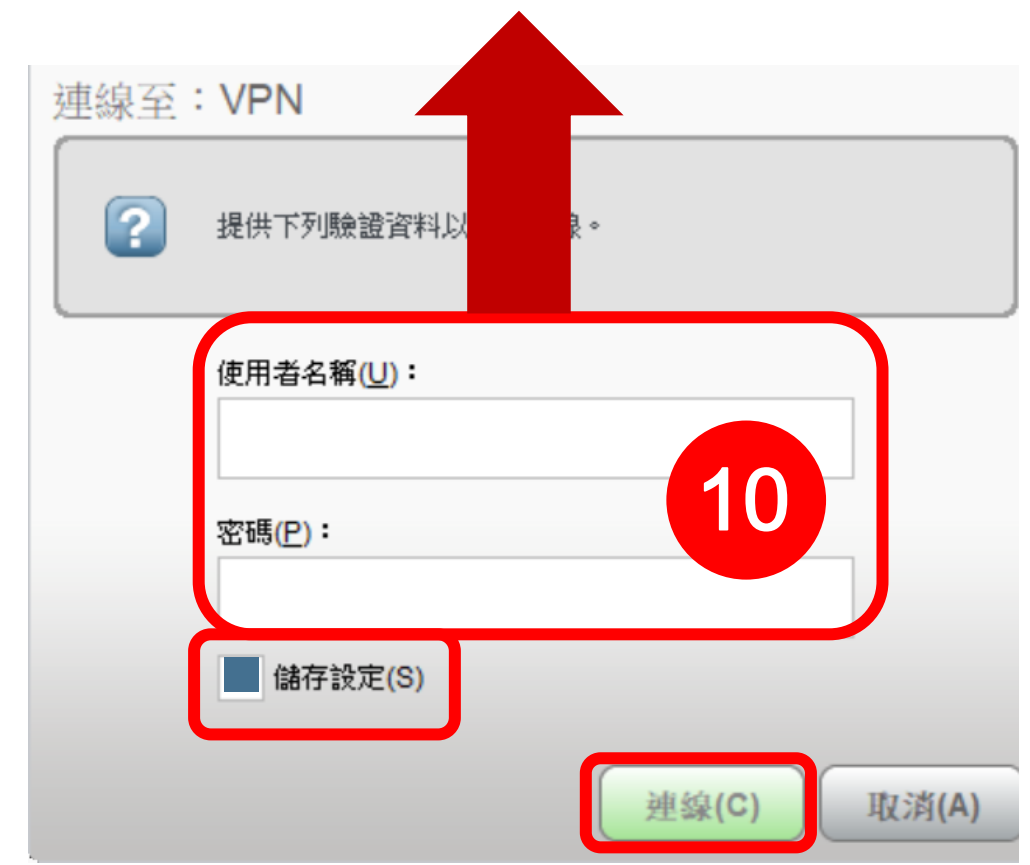 連線至：VPN
提供下列驗證資料以 線。
使用者名稱(U)：
10
密碼(P)：
儲存設定(S)
連線(C)
取消(A)